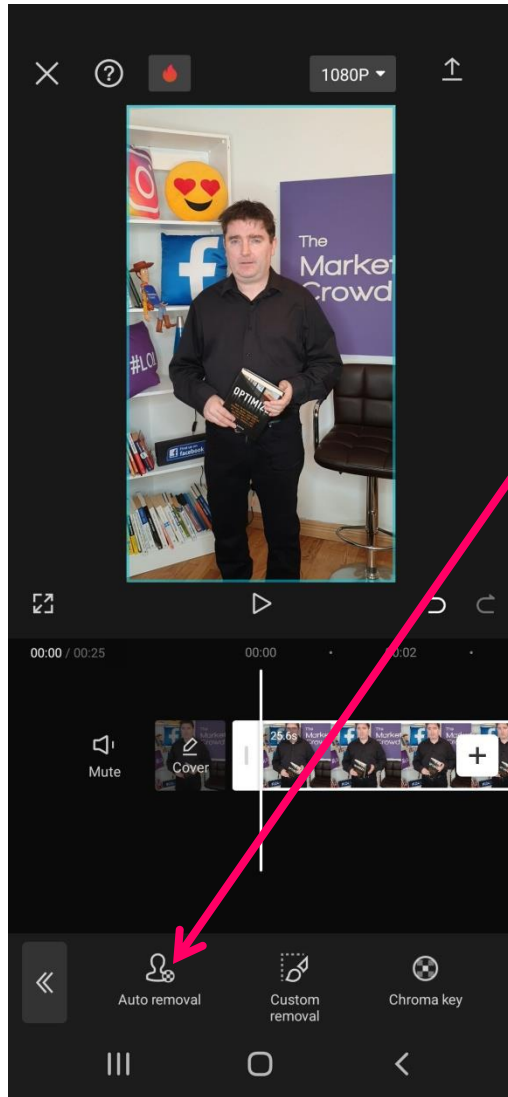 1080P
The
Market
Crowd
#LOL
OPTIMIZE
facebook
00:00 / 00:25
00:00
00:02
25.6s
Mute
Cover
Auto removal
Custom
removal
Chroma key